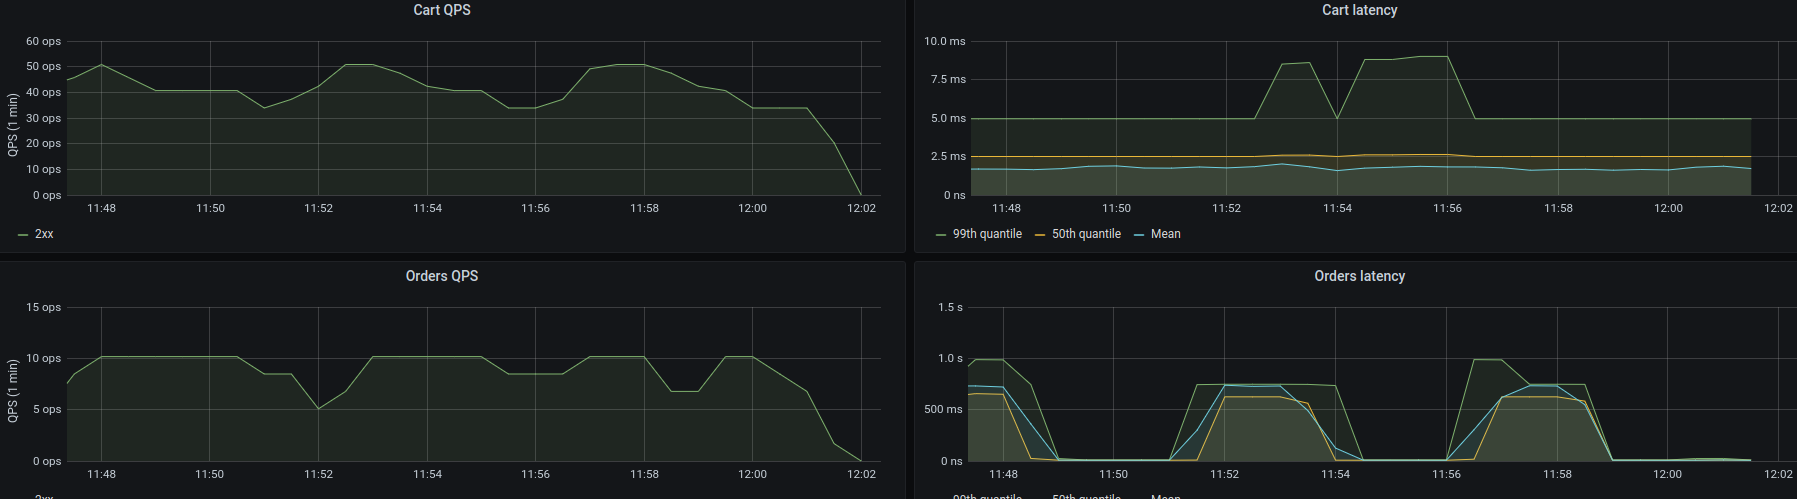 Cart QPS
QPS (1 min)
60 ops
50 ops
40 ops
30 ops
20 ops
10 ops
0 ops
11:48 11:50 11:52 11:54 11:56 11:58 12:00 12:02
2xx
Cart latency
10.0 ms
7.5 ms
5.0 ms
2.5 ms
0 ns
11:48 11:50 11:52 11:54 11:56 11:58 12:00 12:02
99th quantile 50th quantile Mean
Orders QPS
QPS (1 min)
15 ops
10 ops
5 ops
0 ops
11:48 11:50 11:52 11:54 11:56 11:58 12:00 12:02
2xx
Orders latency
1.5 s
1.0 s
500 ms
0 ns
11:48 11:50 11:52 11:54 11:56 11:58 12:00 12:02
99th quantile 50th quantile Mean